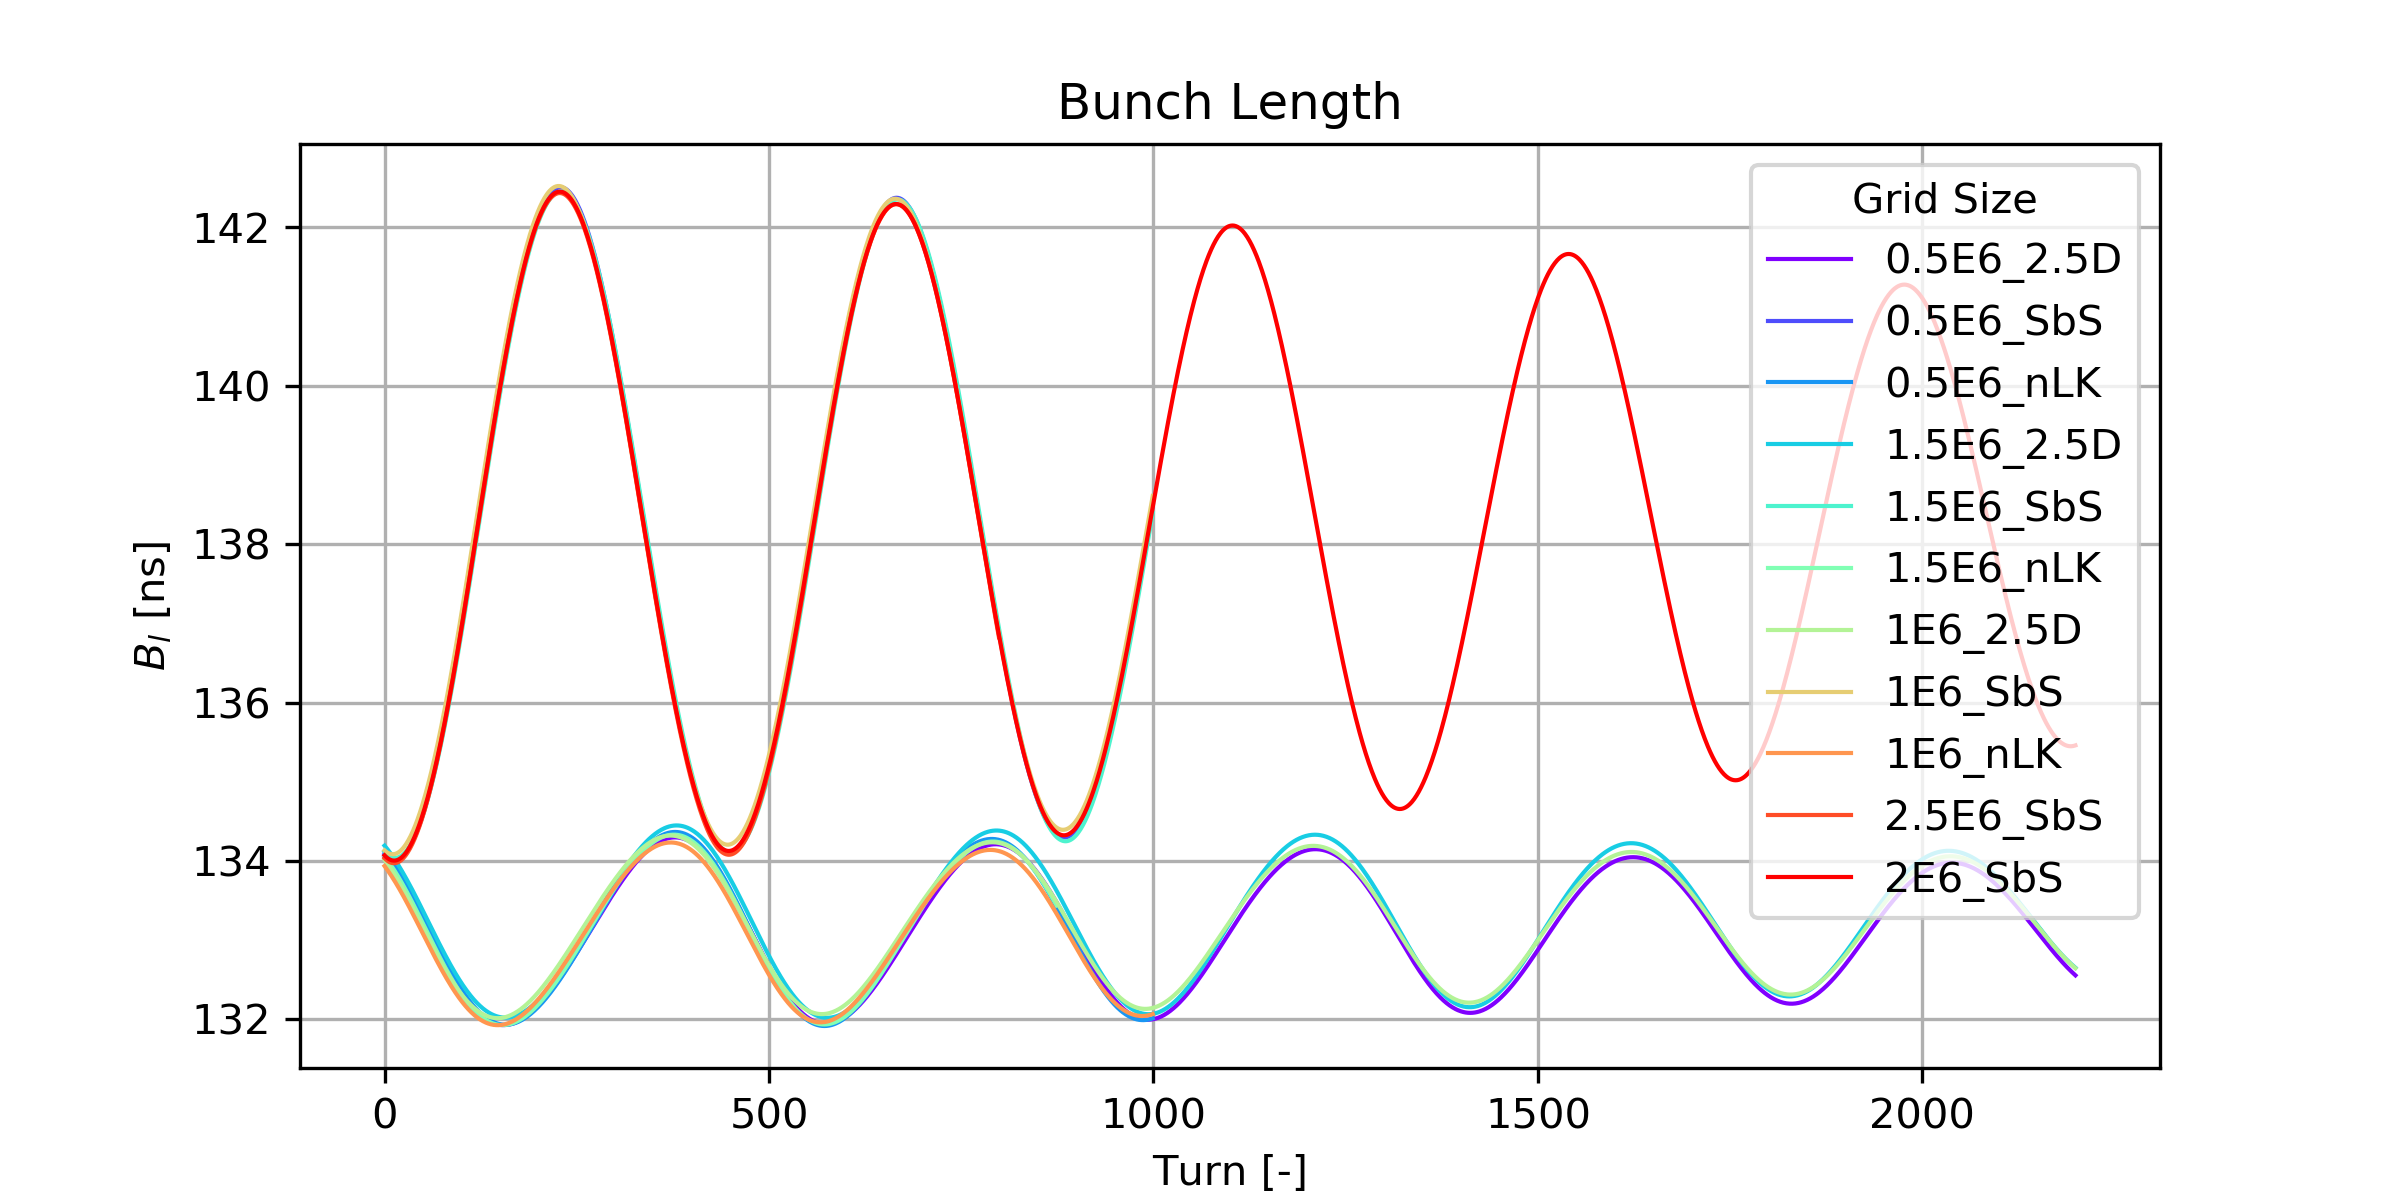 Bunch Length
142
140
138
136
134
132
B_l [ns]
0 500 1000 1500 2000
Turn [-]
Grid Size
0.5E6_2.5D
0.5E6_SbS
0.5E6_nLK
1.5E6_2.5D
1.5E6_SbS
1.5E6_nLK
1E6_2.5D
1E6_SbS
1E6_nLK
2.5E6_SbS
2E6_SbS